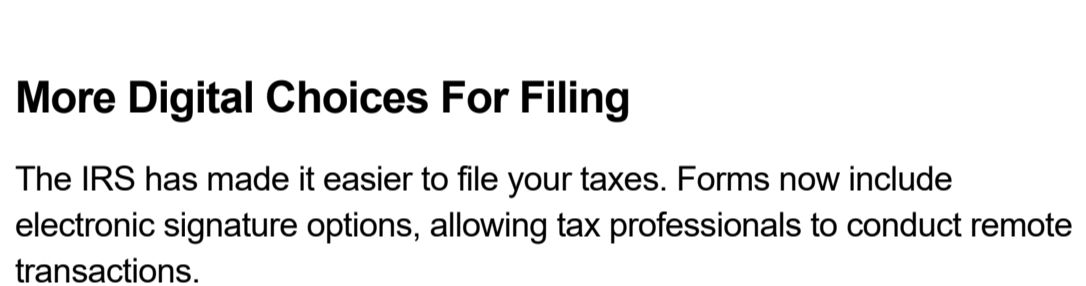 More Digital Choices For Filing
The IRS has made it easier to file your taxes. Forms now include
electronic signature options, allowing tax professionals to conduct remote
transactions.